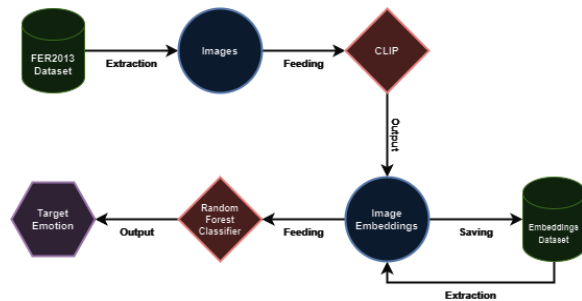 FER2013
Dataset
Extraction
Images
Feeding
CLIP
Output
Target
Emotion
Output
Random
Forest
Classifier
Feeding
Image
Embeddings
Saving
Embeddings
Dataset
Extraction